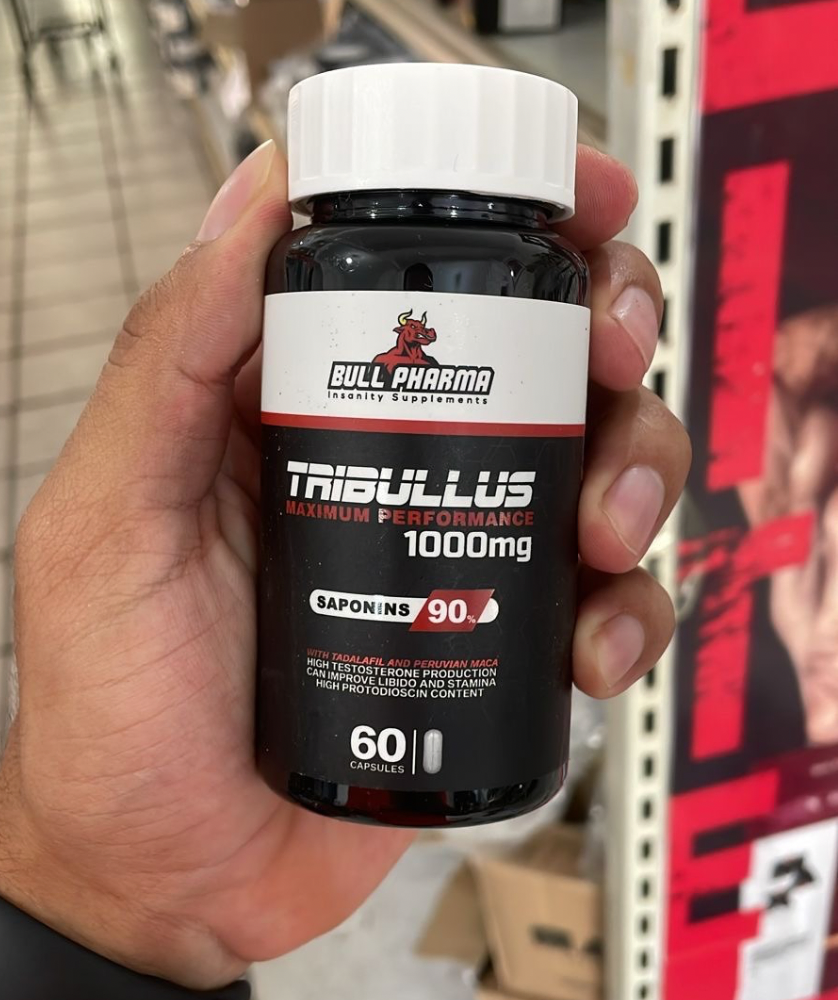 BULL PHARMA
Insanity Supplements
TRIBULLUS
MAXIMUM PERFORMANCE
1000mg
SAPONINS 90%
WITH TADALAFIL AND PERUVIAN MACA
HIGH TESTOSTERONE PRODUCTION
CAN IMPROVE LIBIDO AND STAMINA
HIGH PROTODIOSCIN CONTENT
60
CAPSULES